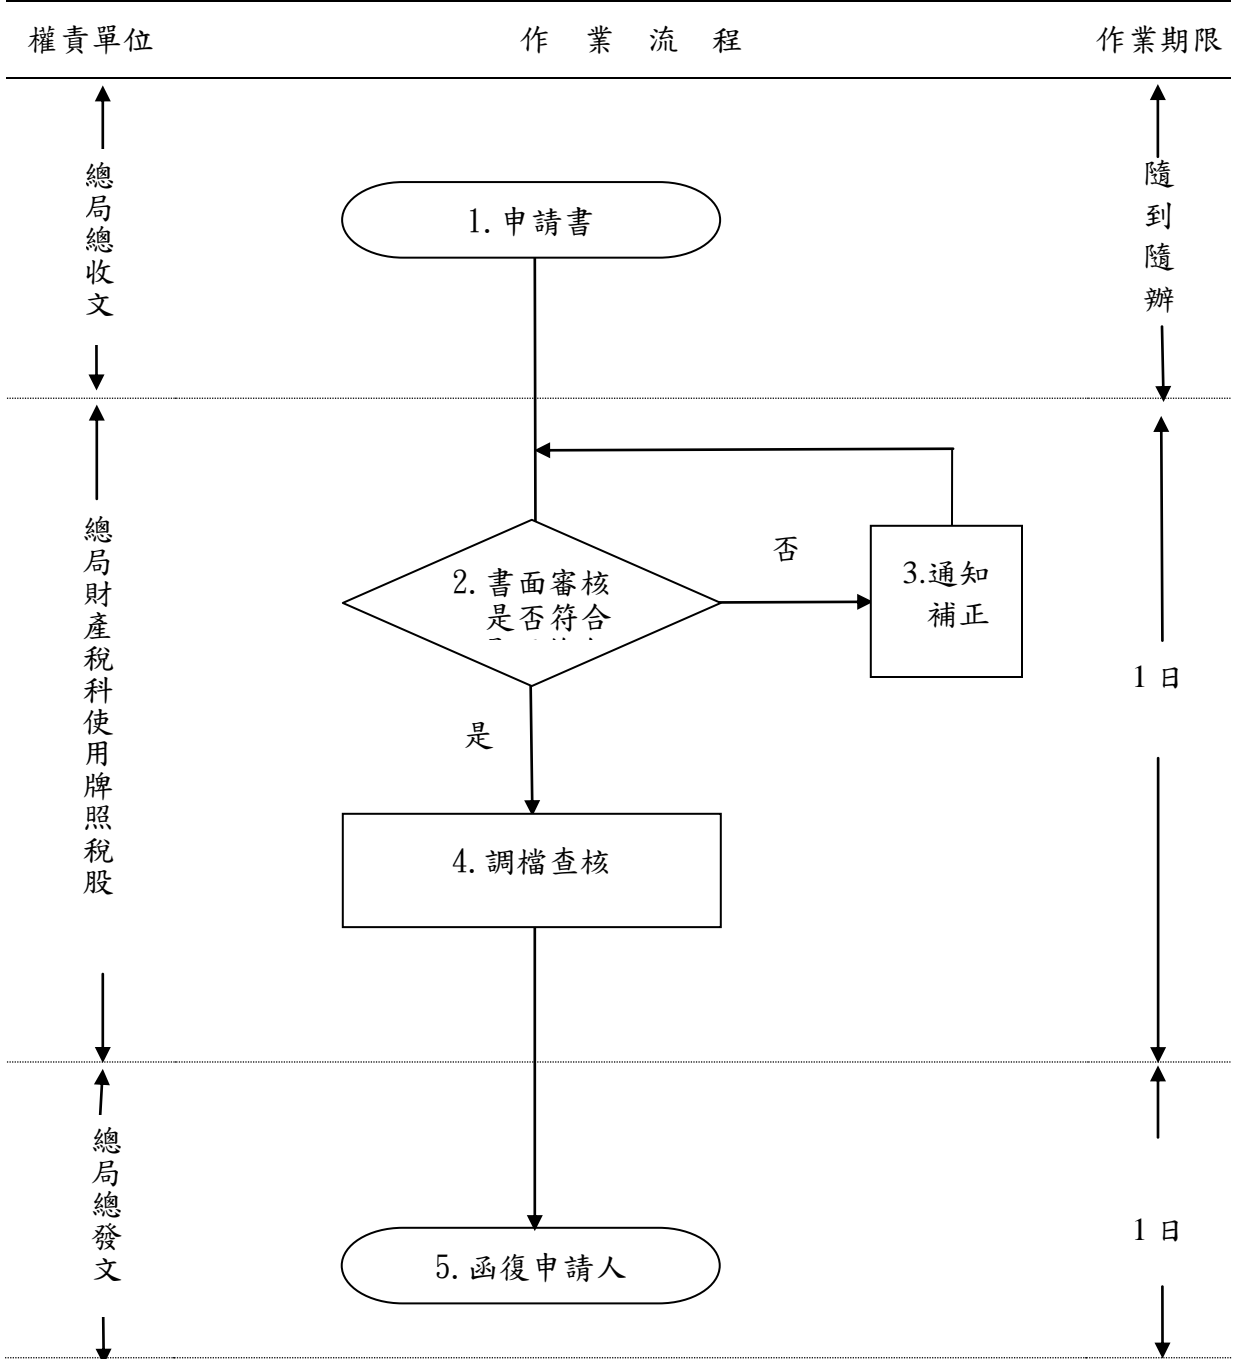 權責單位
作業流程
作業期限
總局總收文
1.申請書
隨到隨辦
總局財產稅科使用牌照稅股
2.書面審核
是否符合
否
3.通知
補正
1日
是
4.調檔查核
總局總發文
5.函復申請人
1日